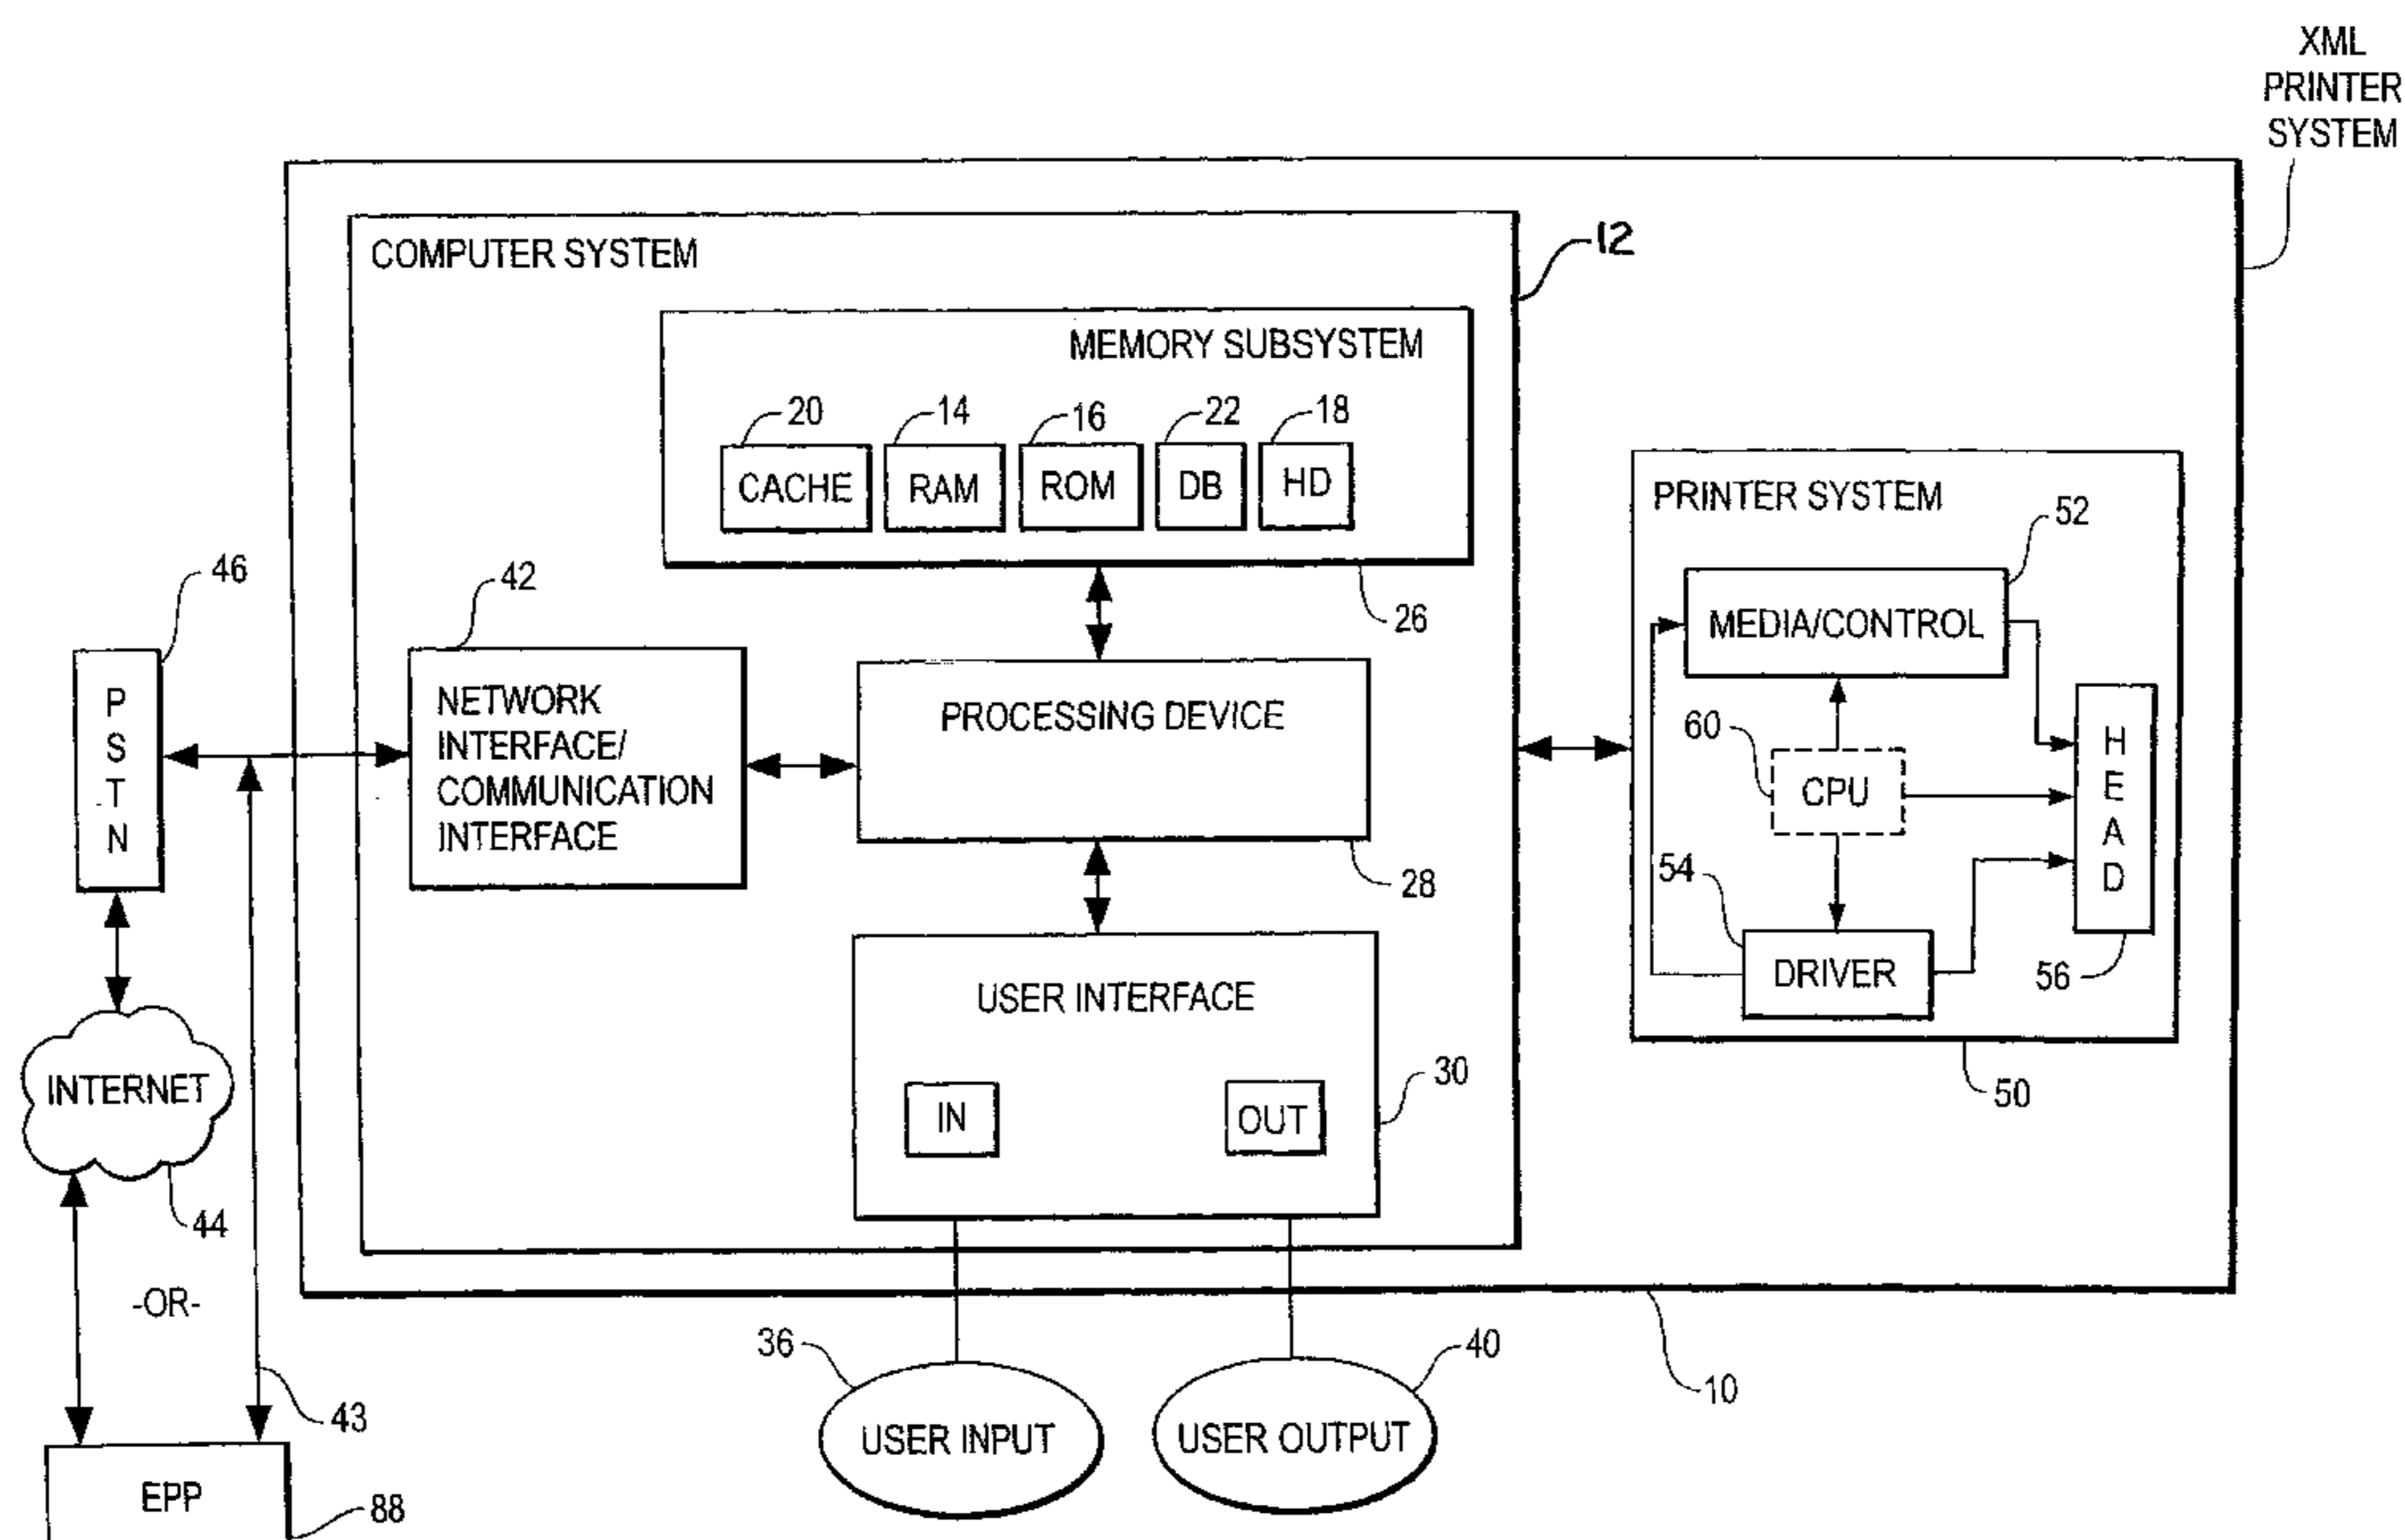 XML
PRINTER
SYSTEM
COMPUTER SYSTEM
12
MEMORY SUBSYSTEM
20
14
16
22
18
CACHE
RAM
ROM
DB
HD
26
PRINTER SYSTEM
52
MEDIA/CONTROL
46
42
P
S
T
N
NETWORK
INTERFACE/
COMMUNICATION
INTERFACE
PROCESSING DEVICE
28
60
CPU
H
E
A
D
54
DRIVER
56
50
USER INTERFACE
IN
OUT
30
INTERNET
44
-OR-
43
36
USER INPUT
40
USER OUTPUT
10
EPP
88